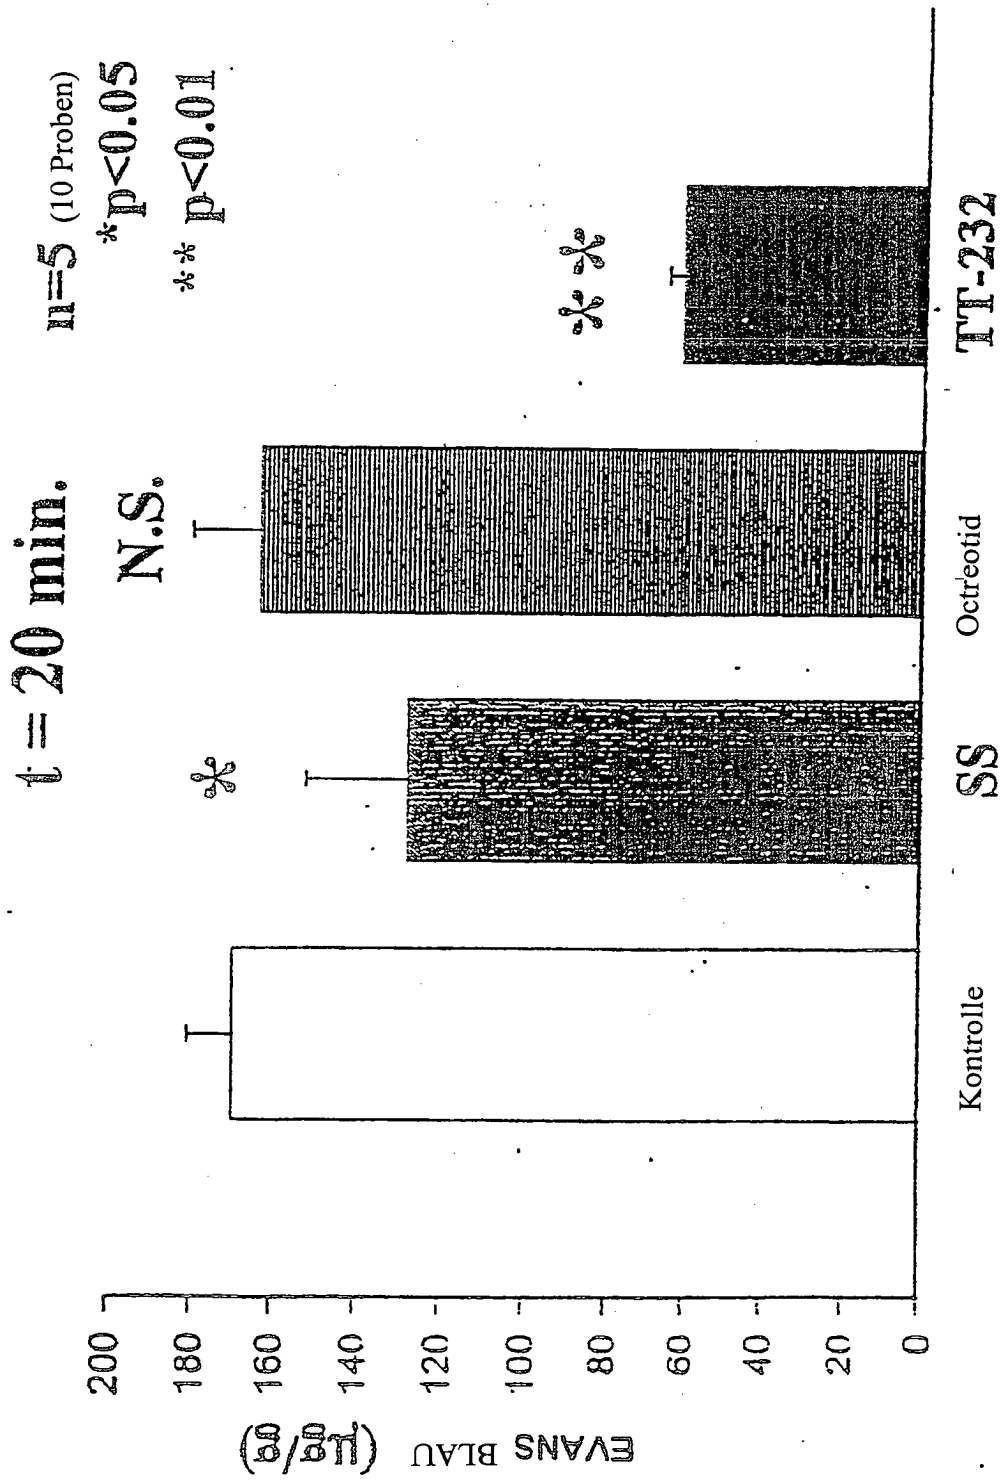 t = 20 min.
n=5 (10 Proben)
*p<0.05
** p<0.01
N.S.
*
**
EVANS BLAU (µg/g)
200
180
160
140
120
100
80
60
40
20
0
Kontrolle
SS
Octreotid
TT-232